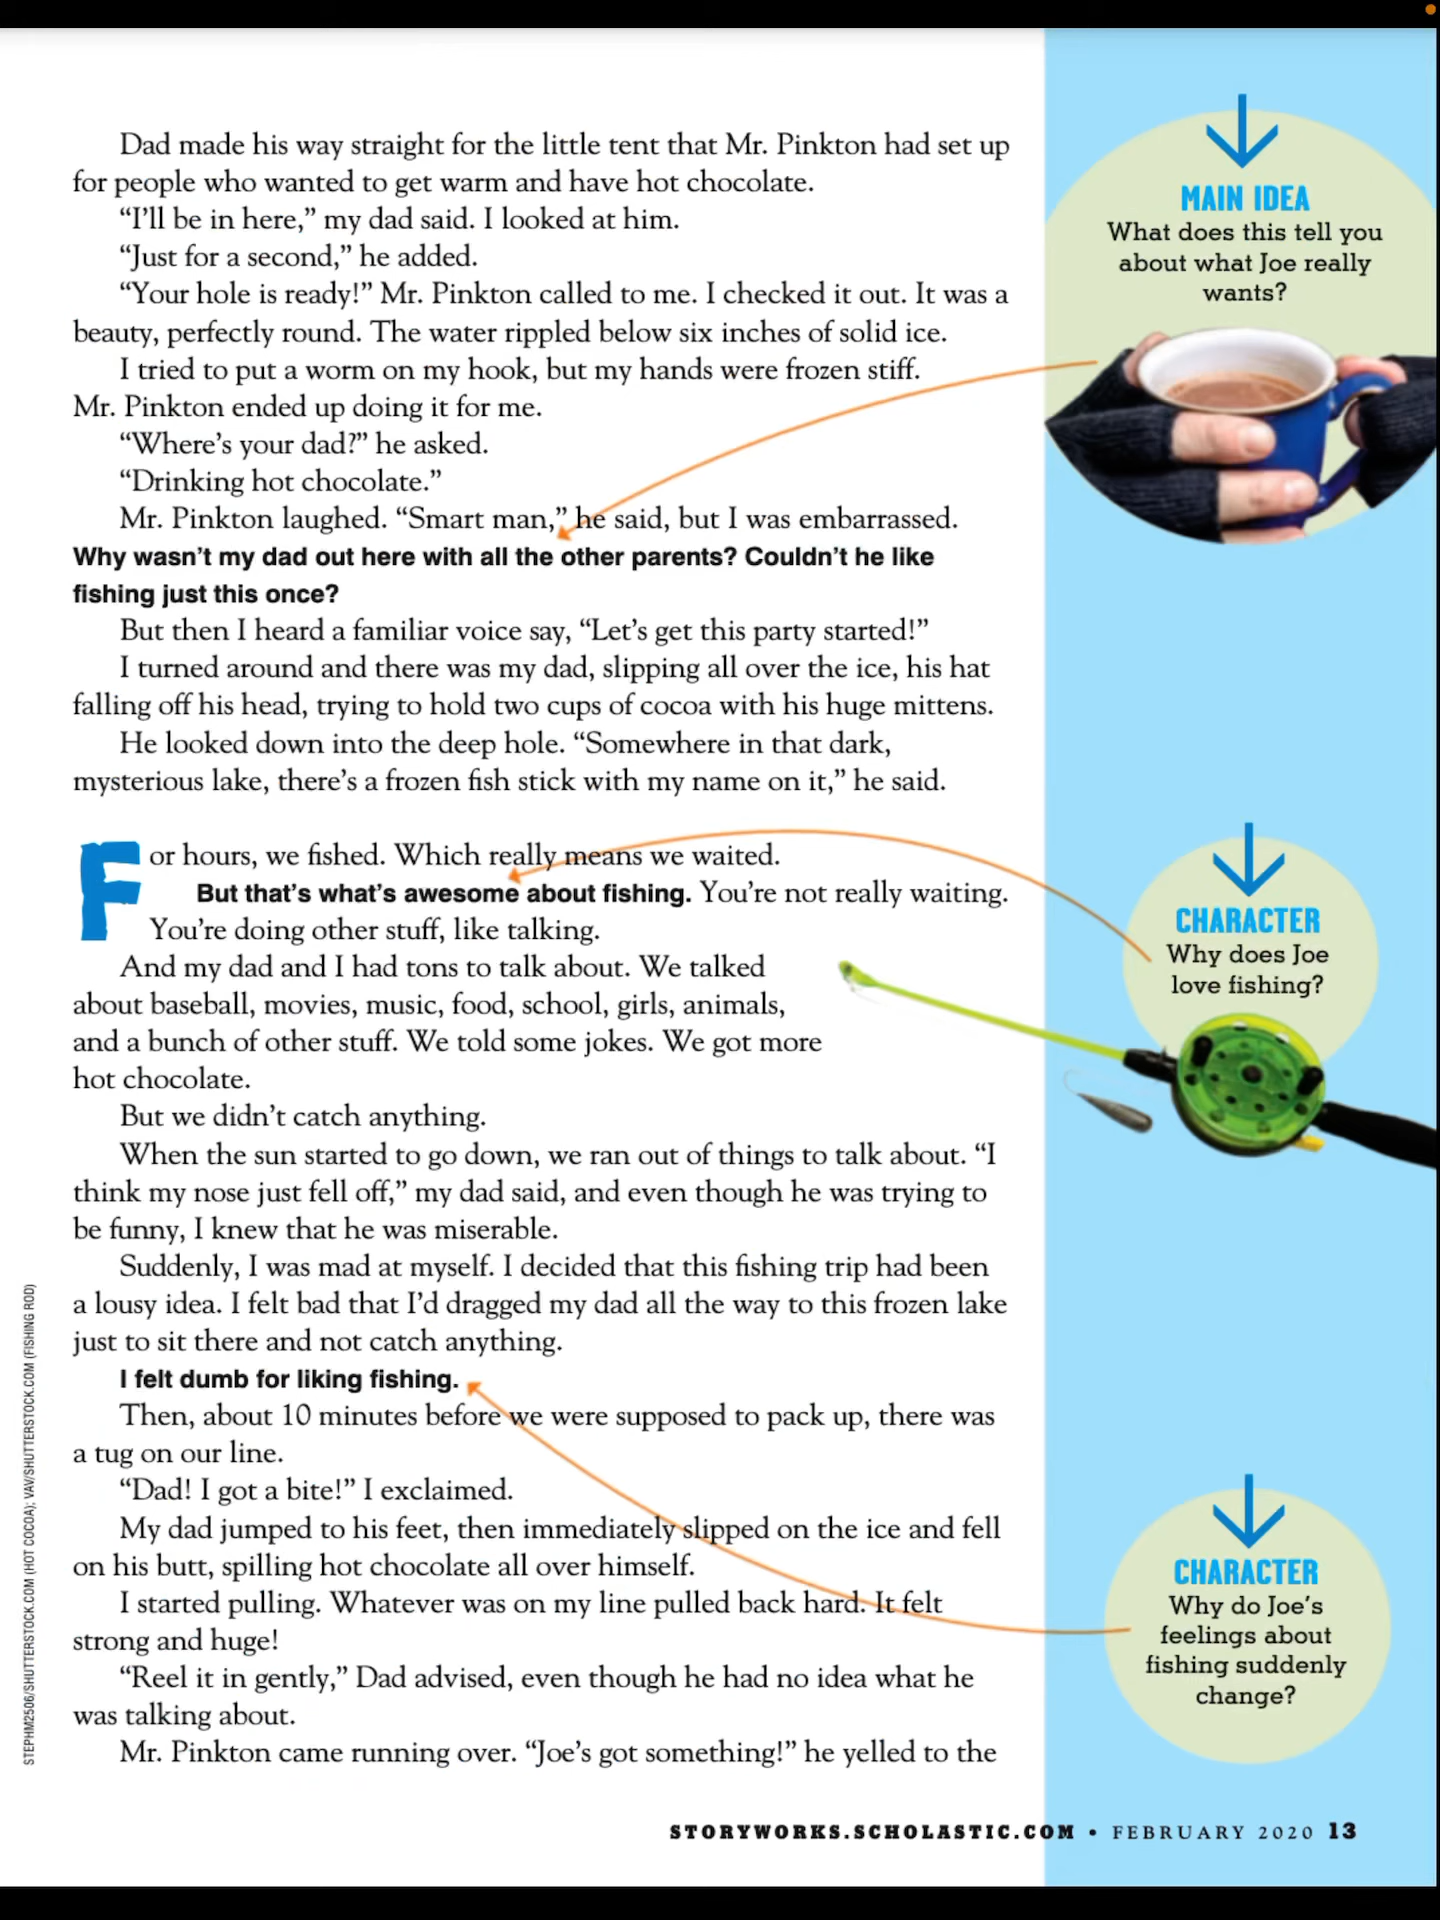 Dad made his way straight for the little tent that Mr. Pinkton had set up
for people who wanted to get warm and have hot chocolate.
“I’ll be in here,” my dad said. I looked at him.
“Just for a second,” he added.
“Your hole is ready!” Mr. Pinkton called to me. I checked it out. It was a
beauty, perfectly round. The water rippled below six inches of solid ice.
I tried to put a worm on my hook, but my hands were frozen stiff.
Mr. Pinkton ended up doing it for me.
“Where’s your dad?” he asked.
“Drinking hot chocolate.”
Mr. Pinkton laughed. “Smart man,” he said, but I was embarrassed.
Why wasn’t my dad out here with all the other parents? Couldn’t he like
fishing just this once?
But then I heard a familiar voice say, “Let’s get this party started!”
I turned around and there was my dad, slipping all over the ice, his hat
falling off his head, trying to hold two cups of cocoa with his huge mittens.
He looked down into the deep hole. “Somewhere in that dark,
mysterious lake, there’s a frozen fish stick with my name on it,” he said.
For hours, we fished. Which really means we waited.
But that’s what’s awesome about fishing. You’re not really waiting.
You’re doing other stuff, like talking.
And my dad and I had tons to talk about. We talked
about baseball, movies, music, food, school, girls, animals,
and a bunch of other stuff. We told some jokes. We got more
hot chocolate.
But we didn’t catch anything.
When the sun started to go down, we ran out of things to talk about. “I
think my nose just fell off,” my dad said, and even though he was trying to
be funny, I knew that he was miserable.
Suddenly, I was mad at myself. I decided that this fishing trip had been
a lousy idea. I felt bad that I’d dragged my dad all the way to this frozen lake
just to sit there and not catch anything.
I felt dumb for liking fishing.
Then, about 10 minutes before we were supposed to pack up, there was
a tug on our line.
“Dad! I got a bite!” I exclaimed.
My dad jumped to his feet, then immediately slipped on the ice and fell
on his butt, spilling hot chocolate all over himself.
I started pulling. Whatever was on my line pulled back hard. It felt
strong and huge!
“Reel it in gently,” Dad advised, even though he had no idea what he
was talking about.
Mr. Pinkton came running over. “Joe’s got something!” he yelled to the
MAIN IDEA
What does this tell you
about what Joe really
wants?
CHARACTER
Why does Joe
love fishing?
CHARACTER
Why do Joe’s
feelings about
fishing suddenly
change?
STEPHM2506/SHUTTERSTOCK.COM (HOT COCOA); VAV/SHUTTERSTOCK.COM (FISHING ROD)
STORYWORKS.SCHOLASTIC.COM • FEBRUARY 2020 13